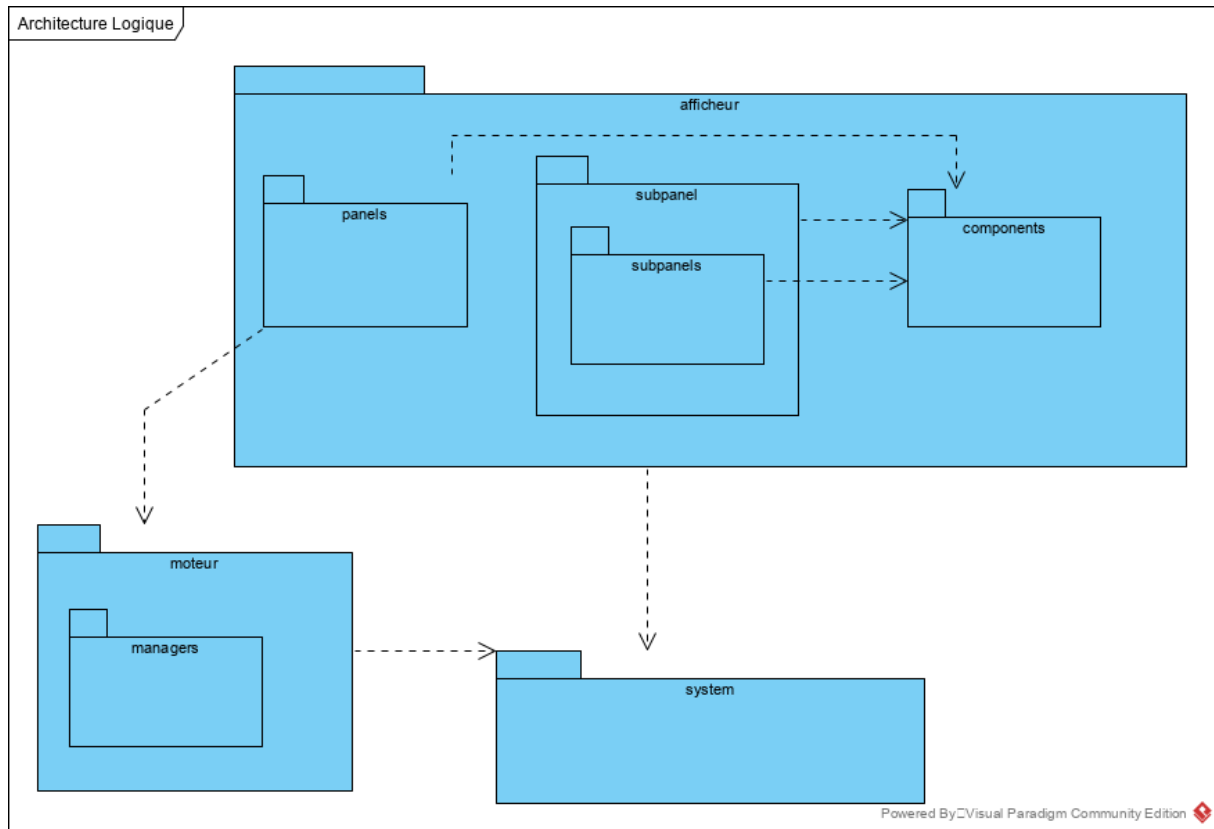 Architecture Logique
afficheur
panels
subpanel
subpanels
components
moteur
managers
system
Powered By□Visual Paradigm Community Edition